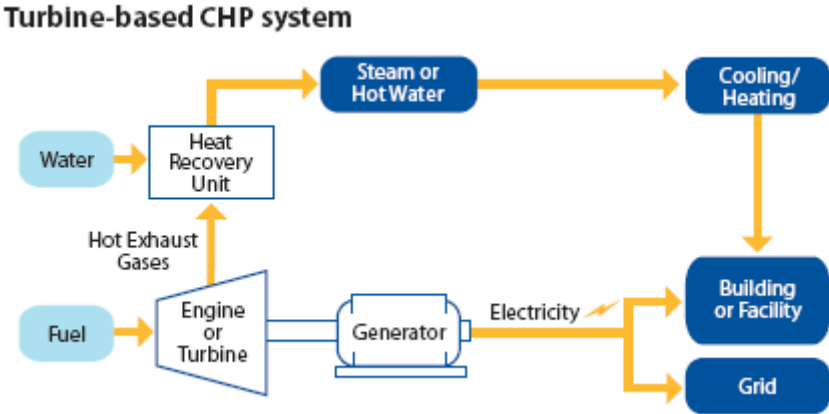 Turbine-based CHP system
Steam or
Hot Water
Cooling/
Heating
Water
Heat
Recovery
Unit
Hot Exhaust
Gases
Fuel
Engine
or
Turbine
Generator
Electricity
Building
or Facility
Grid